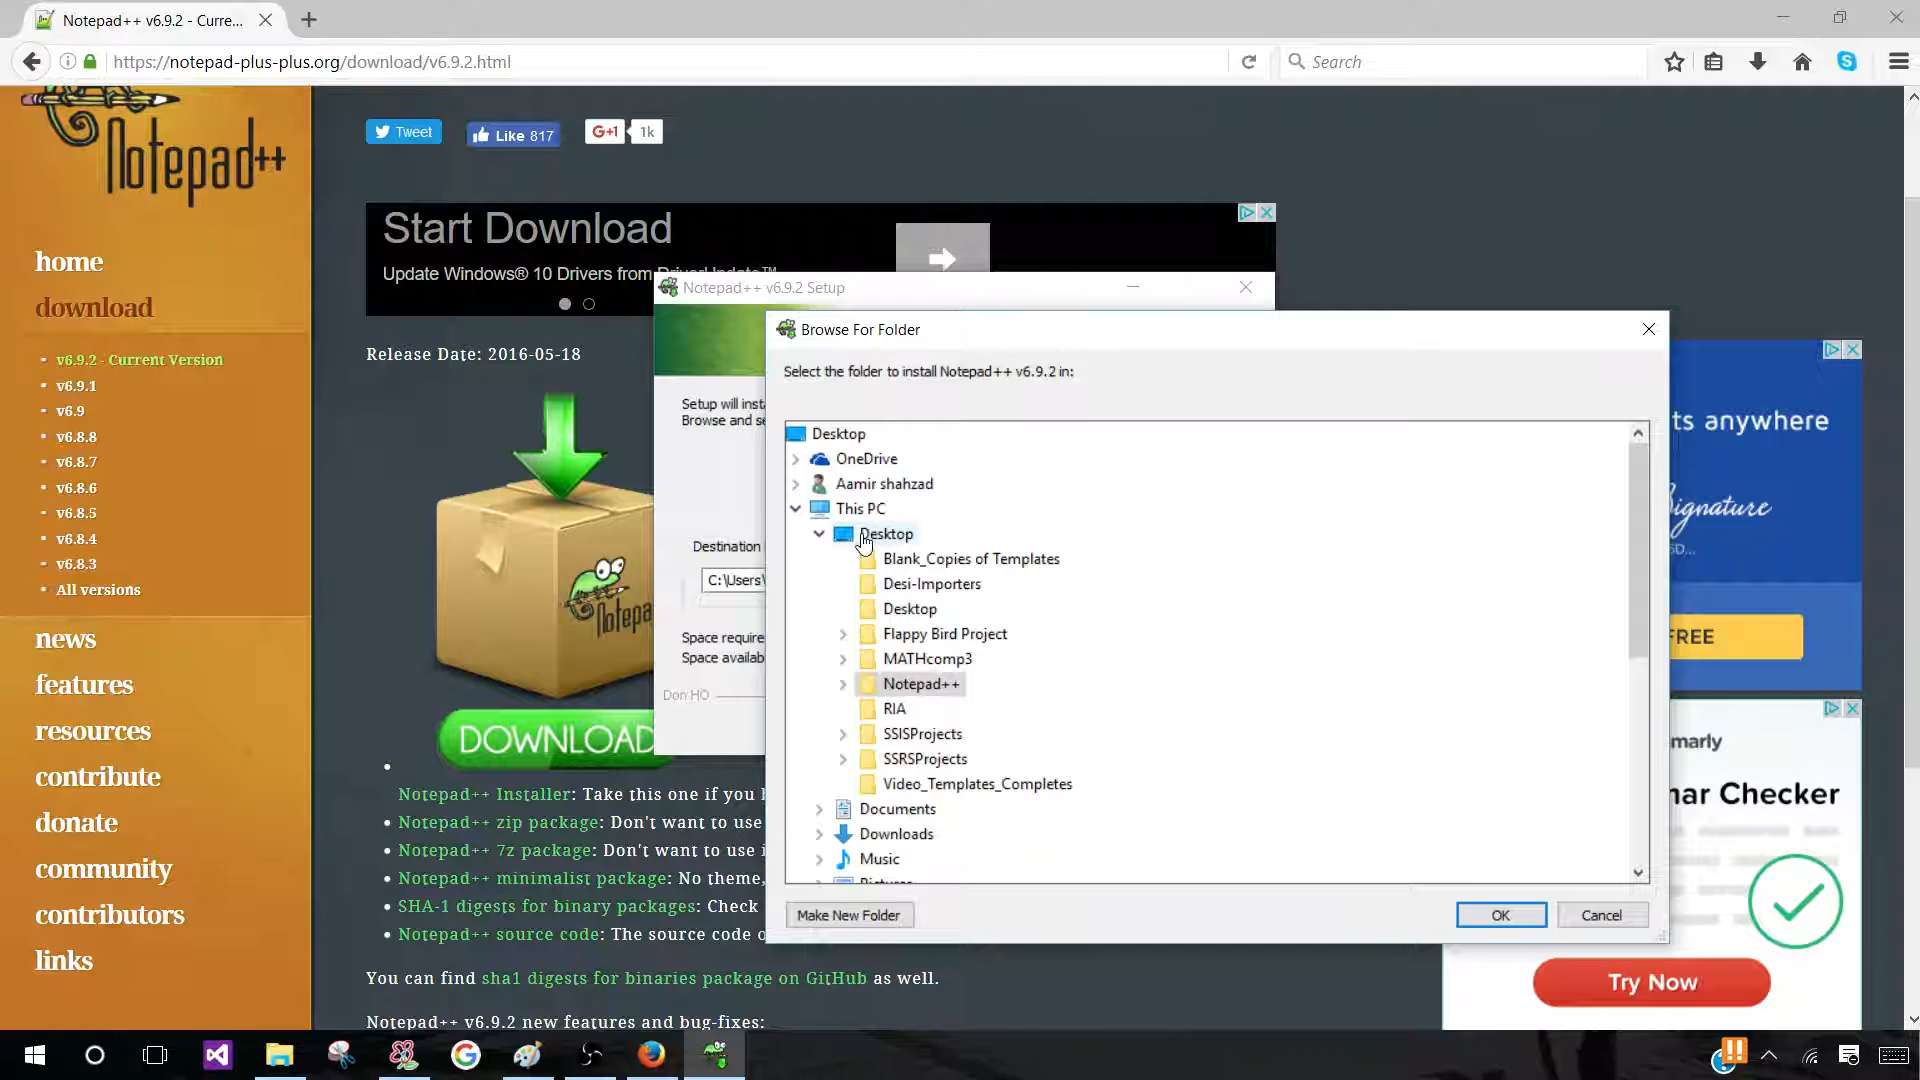 Notepad++ v6.9.2 - Curre...
https://notepad-plus-plus.org/download/v6.9.2.html
Search
Notepad++
Tweet
Like 817
G+1
1k
Start Download
Update Windows® 10 Drivers from DriverUpdate™
home
download
v6.9.2 - Current Version
v6.9.1
v6.9
v6.8.8
v6.8.7
v6.8.6
v6.8.5
v6.8.4
v6.8.3
All versions
news
features
resources
contribute
donate
community
contributors
links
Release Date: 2016-05-18
Notepa
DOWNLOAD
Notepad++ Installer: Take this one if you
Notepad++ zip package: Don't want to use
Notepad++ 7z package: Don't want to use
Notepad++ minimalist package: No theme,
SHA-1 digests for binary packages: Check
Notepad++ source code: The source code
You can find sha1 digests for binaries package on GitHub as well.
Notepad++ v6.9.2 new features and bug-fixes:
Notepad++ v6.9.2 Setup
Setup will inst
Browse and se
Destination
C:\Users\
Space require
Space availab
Don HO
Browse For Folder
Select the folder to install Notepad++ v6.9.2 in:
Desktop
OneDrive
Aamir shahzad
This PC
Desktop
Blank_Copies of Templates
Desi-Importers
Desktop
Flappy Bird Project
MATHcomp3
Notepad++
RIA
SSISProjects
SSRSProjects
Video_Templates_Completes
Documents
Downloads
Music
Pictures
Make New Folder
OK
Cancel
ts anywhere
ignature
FREE
marly
nar Checker
Try Now